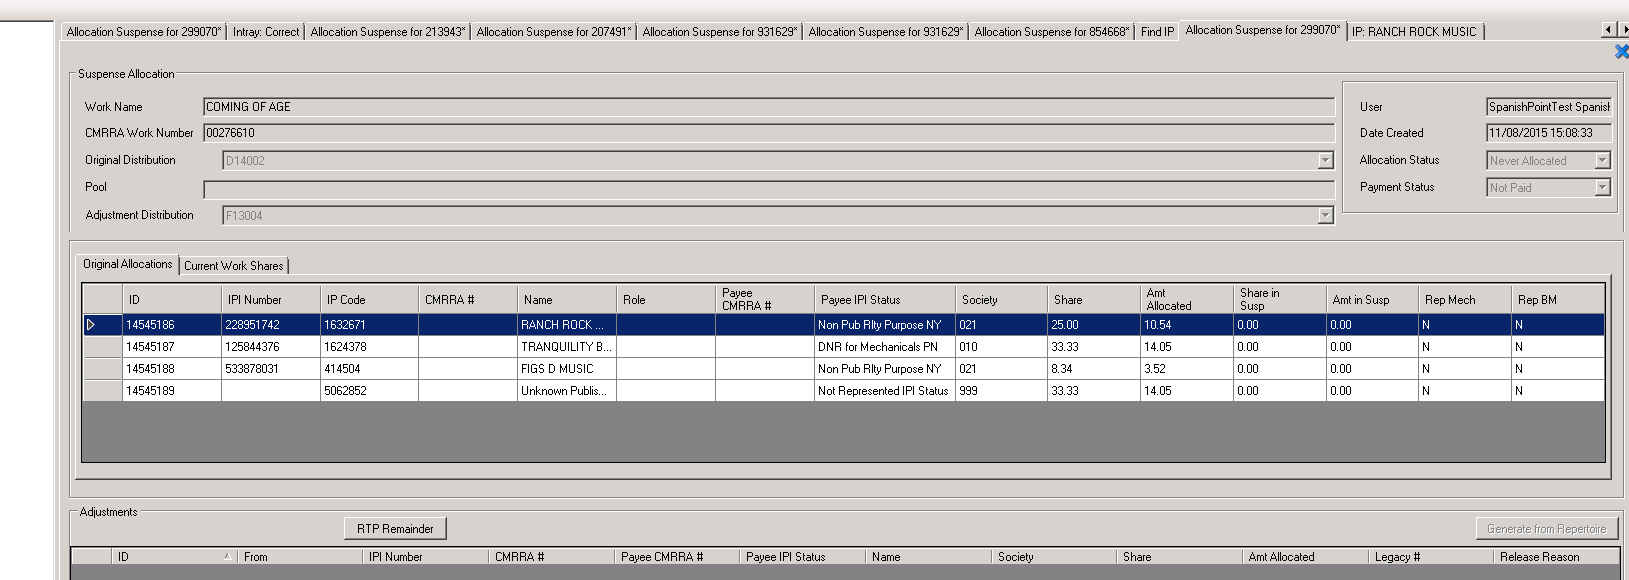 Allocation Suspense for 299070* Intray: Correct Allocation Suspense for 213943* Allocation Suspense for 207491* Allocation Suspense for 931629* Allocation Suspense for 931629* Allocation Suspense for 854668* Find IP Allocation Suspense for 299070* IP: RANCH ROCK MUSIC
Suspense Allocation
Work Name COMING OF AGE User SpanishPointTest Spanish
CMRRA Work Number 00276610 Date Created 11/08/2015 15:08:33
Original Distribution D14002 Allocation Status Never Allocated
Pool Payment Status Not Paid
Adjustment Distribution F13004
Original Allocations Current Work Shares
ID IPI Number IP Code CMRRA # Name Role Payee CMRRA # Payee IPI Status Society Share Amt Allocated Share in Susp Amt in Susp Rep Mech Rep BM
14545186 228951742 1632671 RANCH ROCK ... Non Pub Rlty Purpose NY 021 25.00 10.54 0.00 0.00 N N
14545187 125844376 1624378 TRANQUILITY B... DNR for Mechanicals PN 010 33.33 14.05 0.00 0.00 N N
14545188 533878031 414504 FIGS D MUSIC Non Pub Rlty Purpose NY 021 8.34 3.52 0.00 0.00 N N
14545189 5062852 Unknown Publis... Not Represented IPI Status 999 33.33 14.05 0.00 0.00 N N
Adjustments
RTP Remainder Generate from Repertoire
ID From IPI Number CMRRA # Payee CMRRA # Payee IPI Status Name Society Share Amt Allocated Legacy # Release Reason